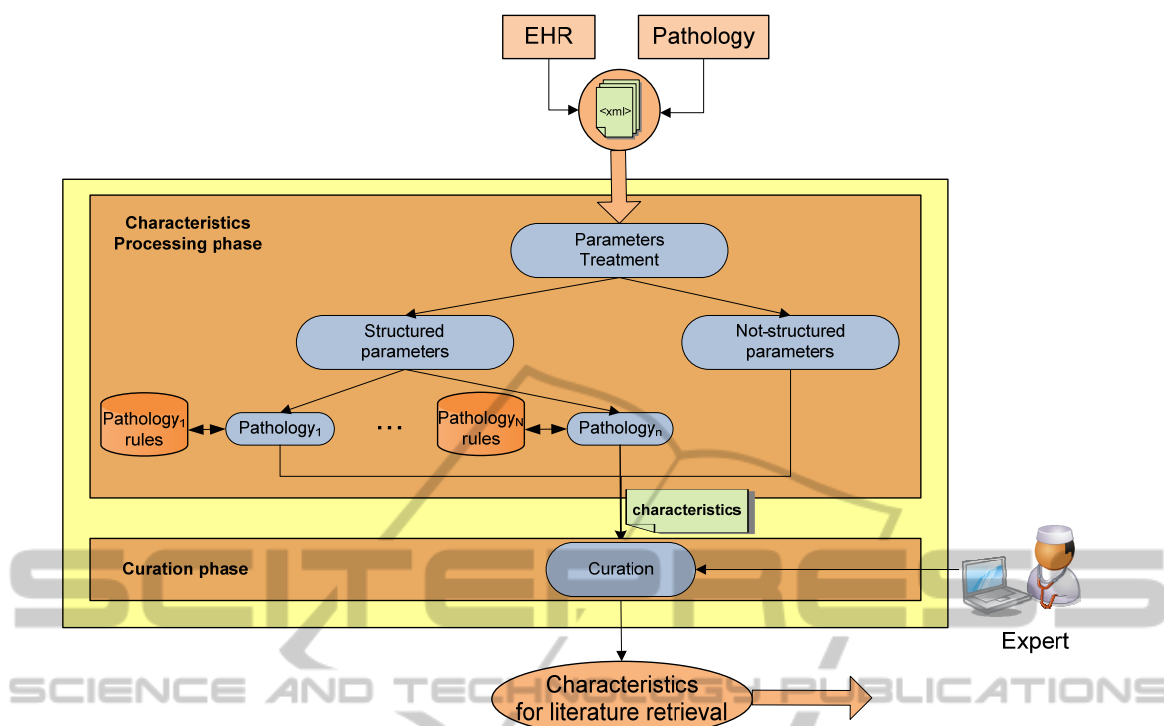 EHR
Pathology
<xml>
Characteristics
Processing phase
Parameters
Treatment
Structured
parameters
Not-structured
parameters
Pathology1
rules
Pathology1
...
PathologyN
rules
Pathologyn
characteristics
Curation phase
Curation
Expert
Characteristics
for literature retrieval
SCITEPRESS
SCIENCE AND TECHNOLOGY PUBLICATIONS